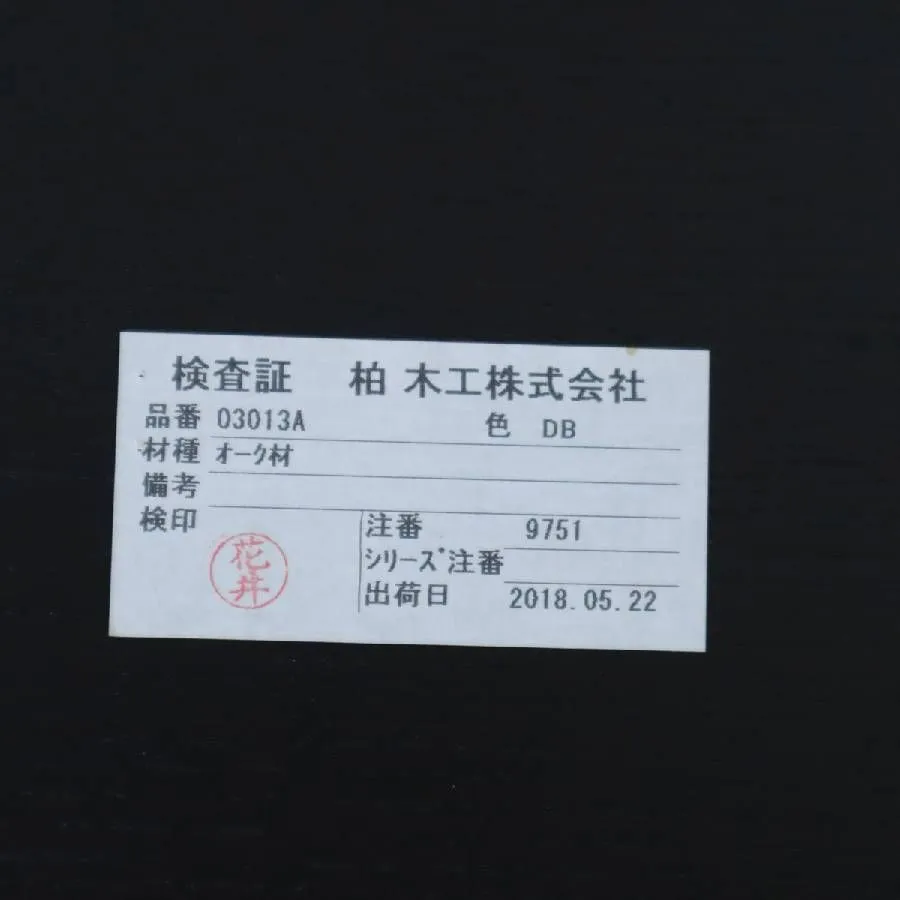 検査証 柏木工株式会社
品番 03013A 色 DB
材種 オーク材
備考
検印 注番 9751
花井
シリーズ注番
出荷日 2018.05.22